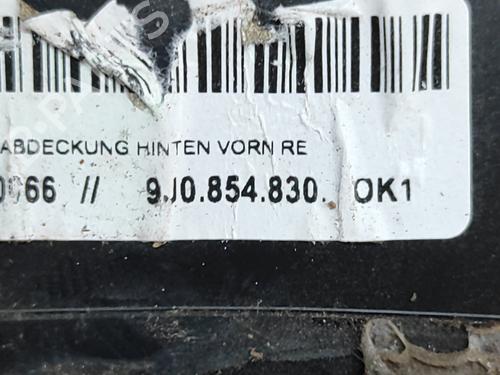 ABDECKUNG HINTEN VORN RE
0066 // 9J0.854.830. OK1